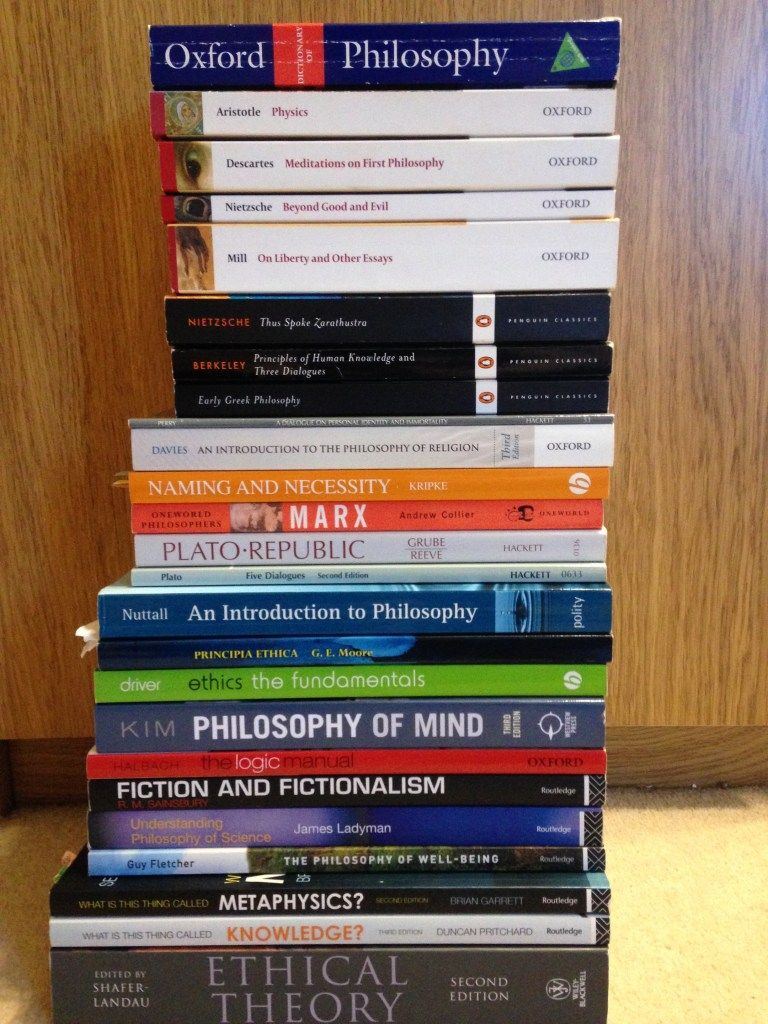 Oxford DICTIONARY OF Philosophy
Aristotle Physics OXFORD
Descartes Meditations on First Philosophy OXFORD
Nietzsche Beyond Good and Evil OXFORD
Mill On Liberty and Other Essays OXFORD
NIETZSCHE Thus Spoke Zarathustra PENGUIN CLASSICS
BERKELEY Principles of Human Knowledge and
Three Dialogues PENGUIN CLASSICS
Early Greek Philosophy PENGUIN CLASSICS
PERRY A DIALOGUE ON PERSONAL IDENTITY AND IMMORTALITY HACKETT
DAVIES AN INTRODUCTION TO THE PHILOSOPHY OF RELIGION Third Edition OXFORD
NAMING AND NECESSITY KRIPKE b
ONEWORLD
PHILOSOPHERS MARX Andrew Collier ONEWORLD
PLATO·REPUBLIC GRUBE
REEVE HACKETT 0136
Plato Five Dialogues Second Edition HACKETT 0633
Nuttall An Introduction to Philosophy polity
PRINCIPIA ETHICA G. E. Moore
driver ethics the fundamentals b
KIM PHILOSOPHY OF MIND THIRD EDITION WESTVIEW PRESS
HALBACH the logic manual OXFORD
FICTION AND FICTIONALISM
R. M. SAINSBURY Routledge
Understanding
Philosophy of Science James Ladyman Routledge
Guy Fletcher THE PHILOSOPHY OF WELL-BEING Routledge
WHAT IS THIS THING CALLED METAPHYSICS? SECOND EDITION BRIAN GARRETT Routledge
WHAT IS THIS THING CALLED KNOWLEDGE? THIRD EDITION DUNCAN PRITCHARD Routledge
EDITED BY
SHAFER-
LANDAU ETHICAL
THEORY SECOND
EDITION WILEY-
BLACKWELL